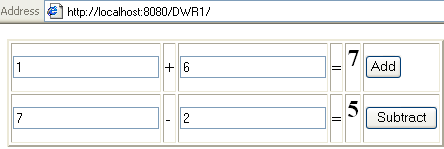 Address http://localhost:8080/DWR1/
1 + 6 = 7 Add
7 - 2 = 5 Subtract